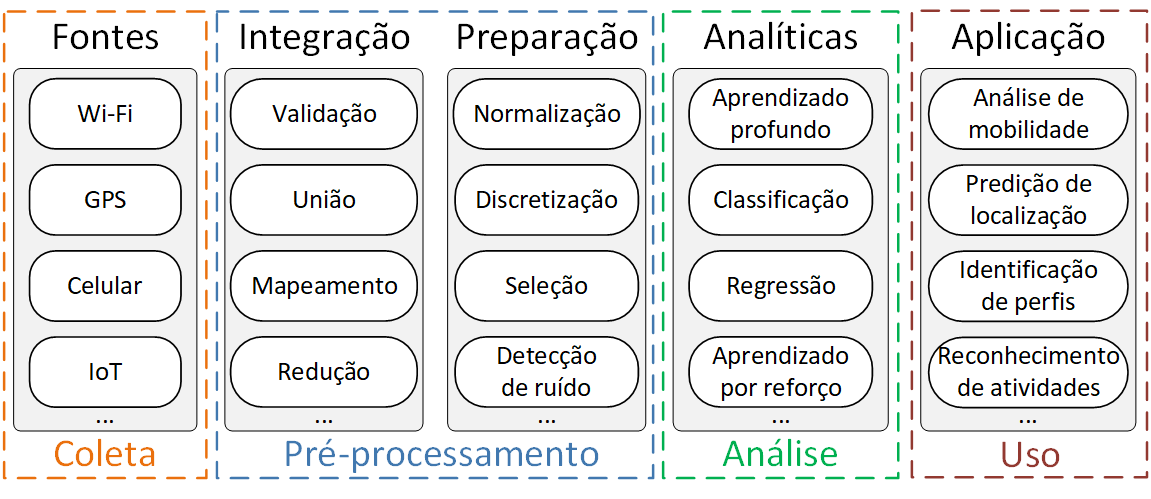 Fontes
Wi-Fi
GPS
Celular
IoT
...
Coleta
Integração
Validação
União
Mapeamento
Redução
...
Preparação
Normalização
Discretização
Seleção
Detecção
de ruído
...
Pré-processamento
Analíticas
Aprendizado
profundo
Classificação
Regressão
Aprendizado
por reforço
...
Análise
Aplicação
Análise de
mobilidade
Predição de
localização
Identificação
de perfis
Reconhecimento
de atividades
...
Uso